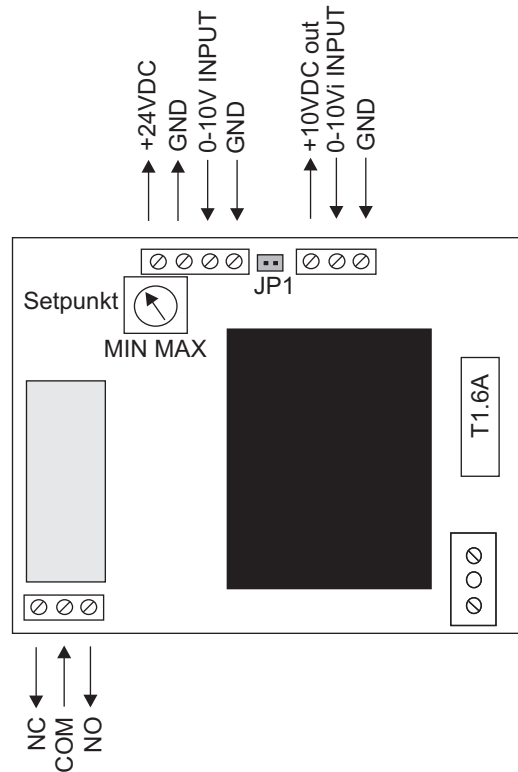 +24VDC
GND
0-10V INPUT
GND
+10VDC out
0-10Vi INPUT
GND
JP1
Setpunkt
MIN MAX
T1.6A
NC
COM
NO